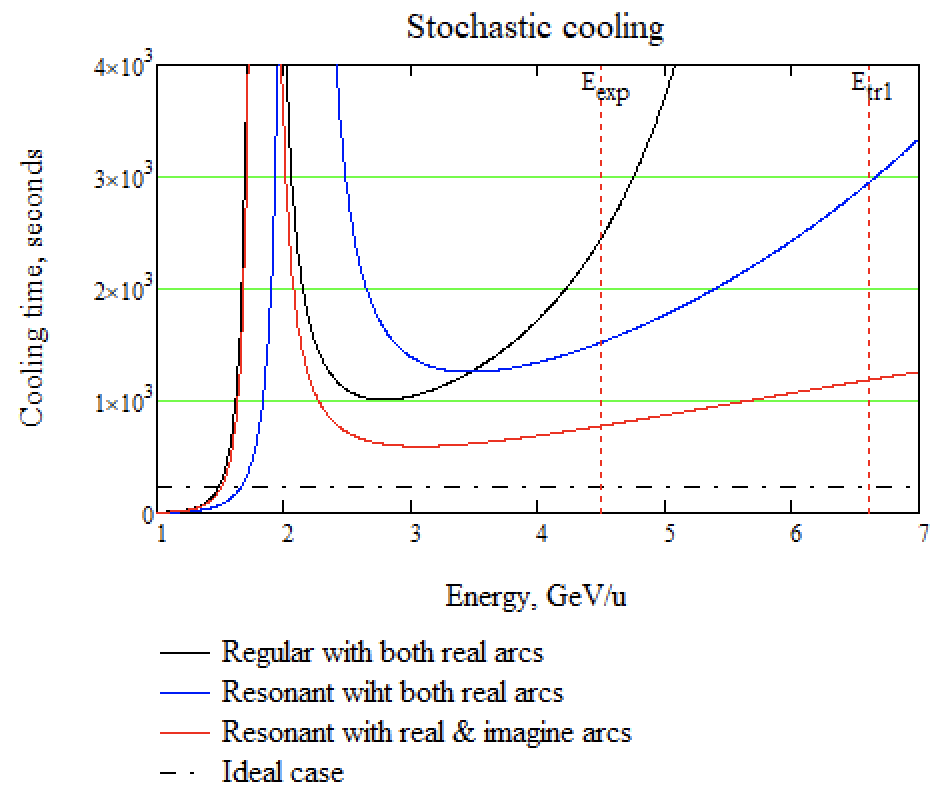 Stochastic cooling
4×10³
3×10³
2×10³
1×10³
0
Cooling time, seconds
E_exp
E_tr1
1 2 3 4 5 6 7
Energy, GeV/u
Regular with both real arcs
Resonant wiht both real arcs
Resonant with real & imagine arcs
Ideal case